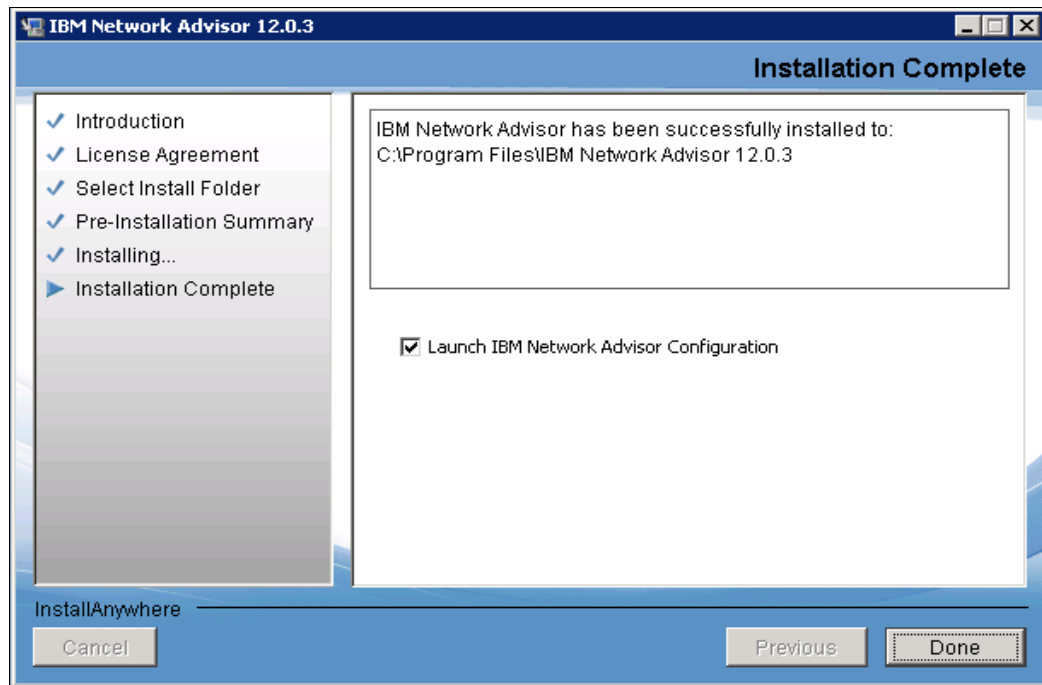 IBM Network Advisor 12.0.3
Installation Complete
Introduction
License Agreement
Select Install Folder
Pre-Installation Summary
Installing...
Installation Complete
IBM Network Advisor has been successfully installed to:
C:\Program Files\IBM Network Advisor 12.0.3
Launch IBM Network Advisor Configuration
InstallAnywhere
Cancel
Previous
Done